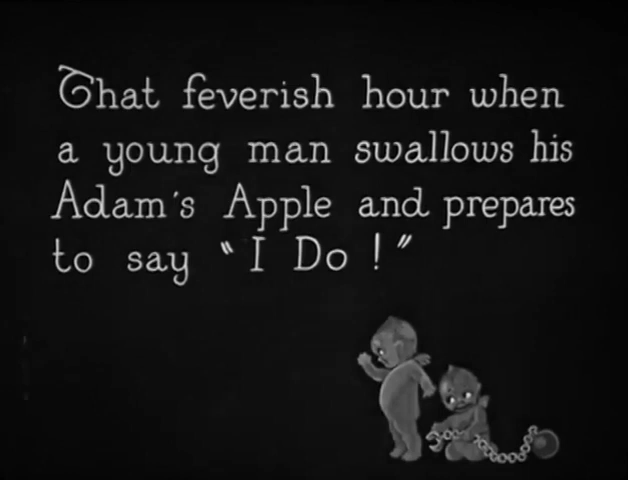 That feverish hour when
a young man swallows his
Adam's Apple and prepares
to say "I Do!"